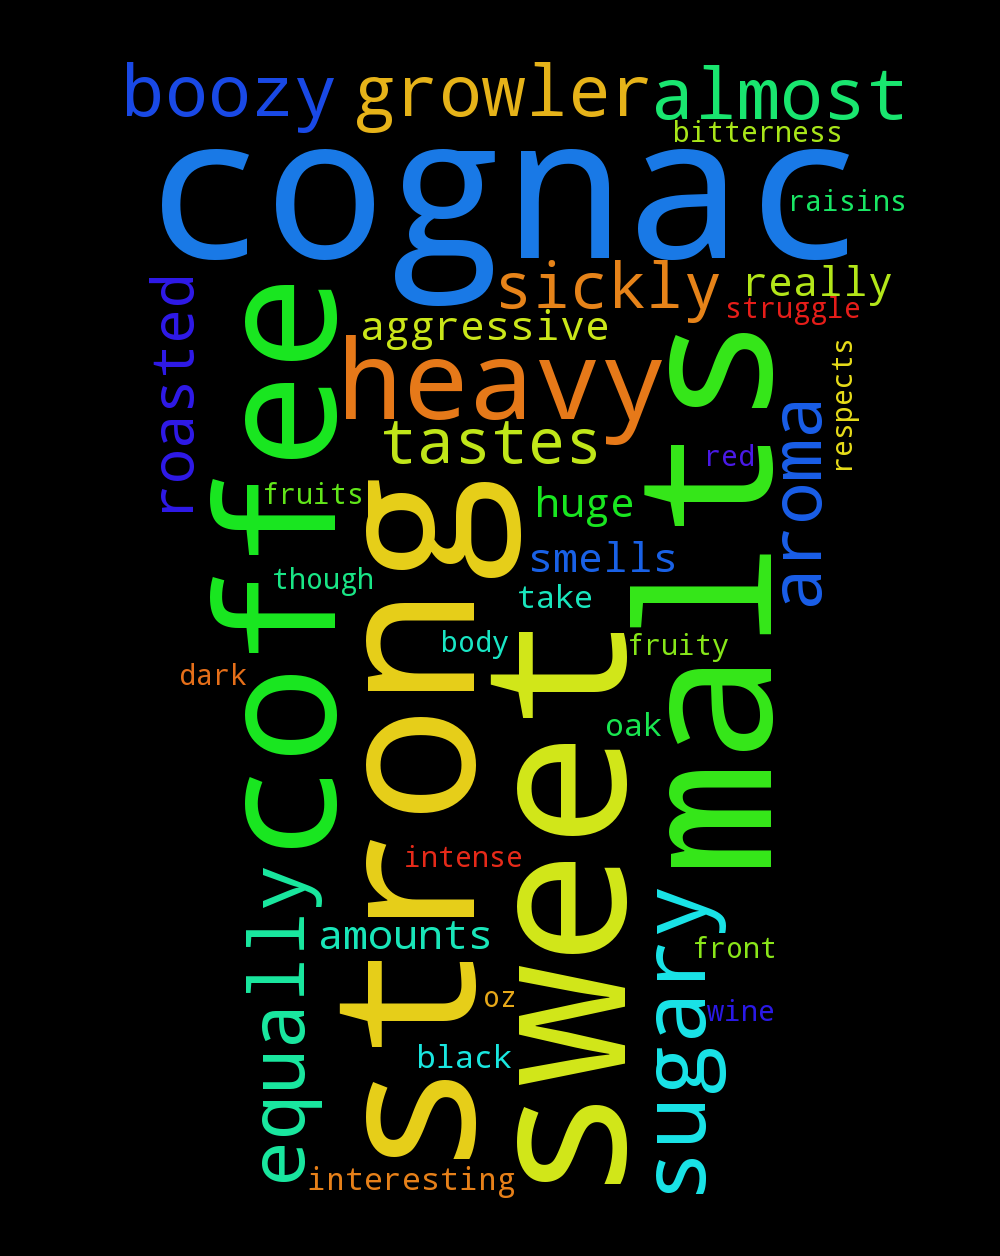 boozy
growler
almost
bitterness
cognac
raisins
sickly
really
struggle
roasted
aggressive
heavy
coffee
malts
respects
tastes
aroma
red
fruits
huge
strong
smells
though
take
body
fruity
dark
sweet
oak
intense
equally
amounts
sugary
front
oz
wine
black
interesting